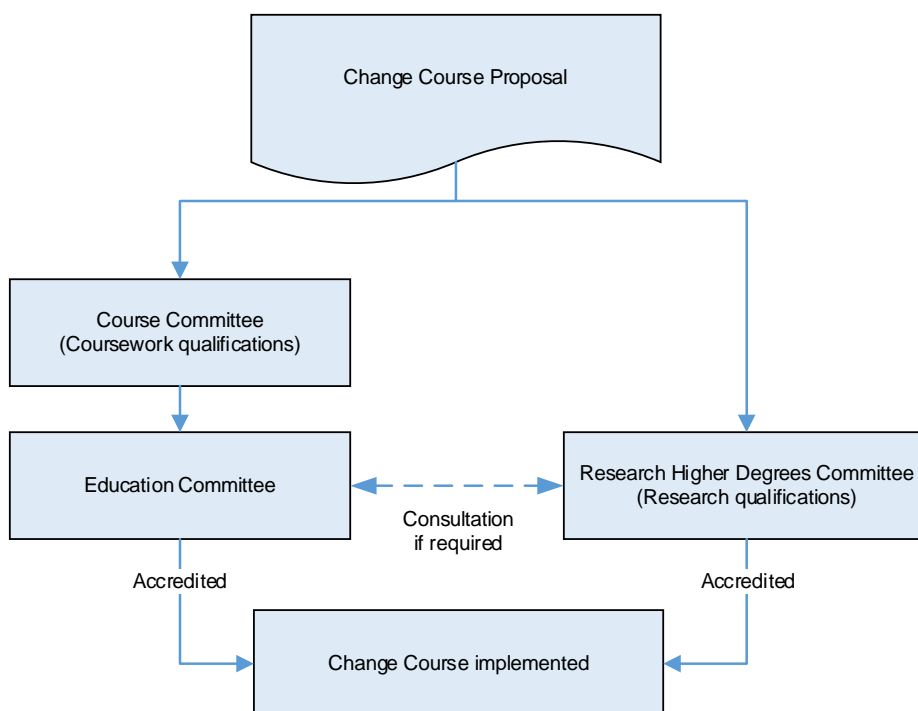 Change Course Proposal
Course Committee
(Coursework qualifications)
Education Committee
Research Higher Degrees Committee
(Research qualifications)
Consultation
if required
Accredited
Accredited
Change Course implemented